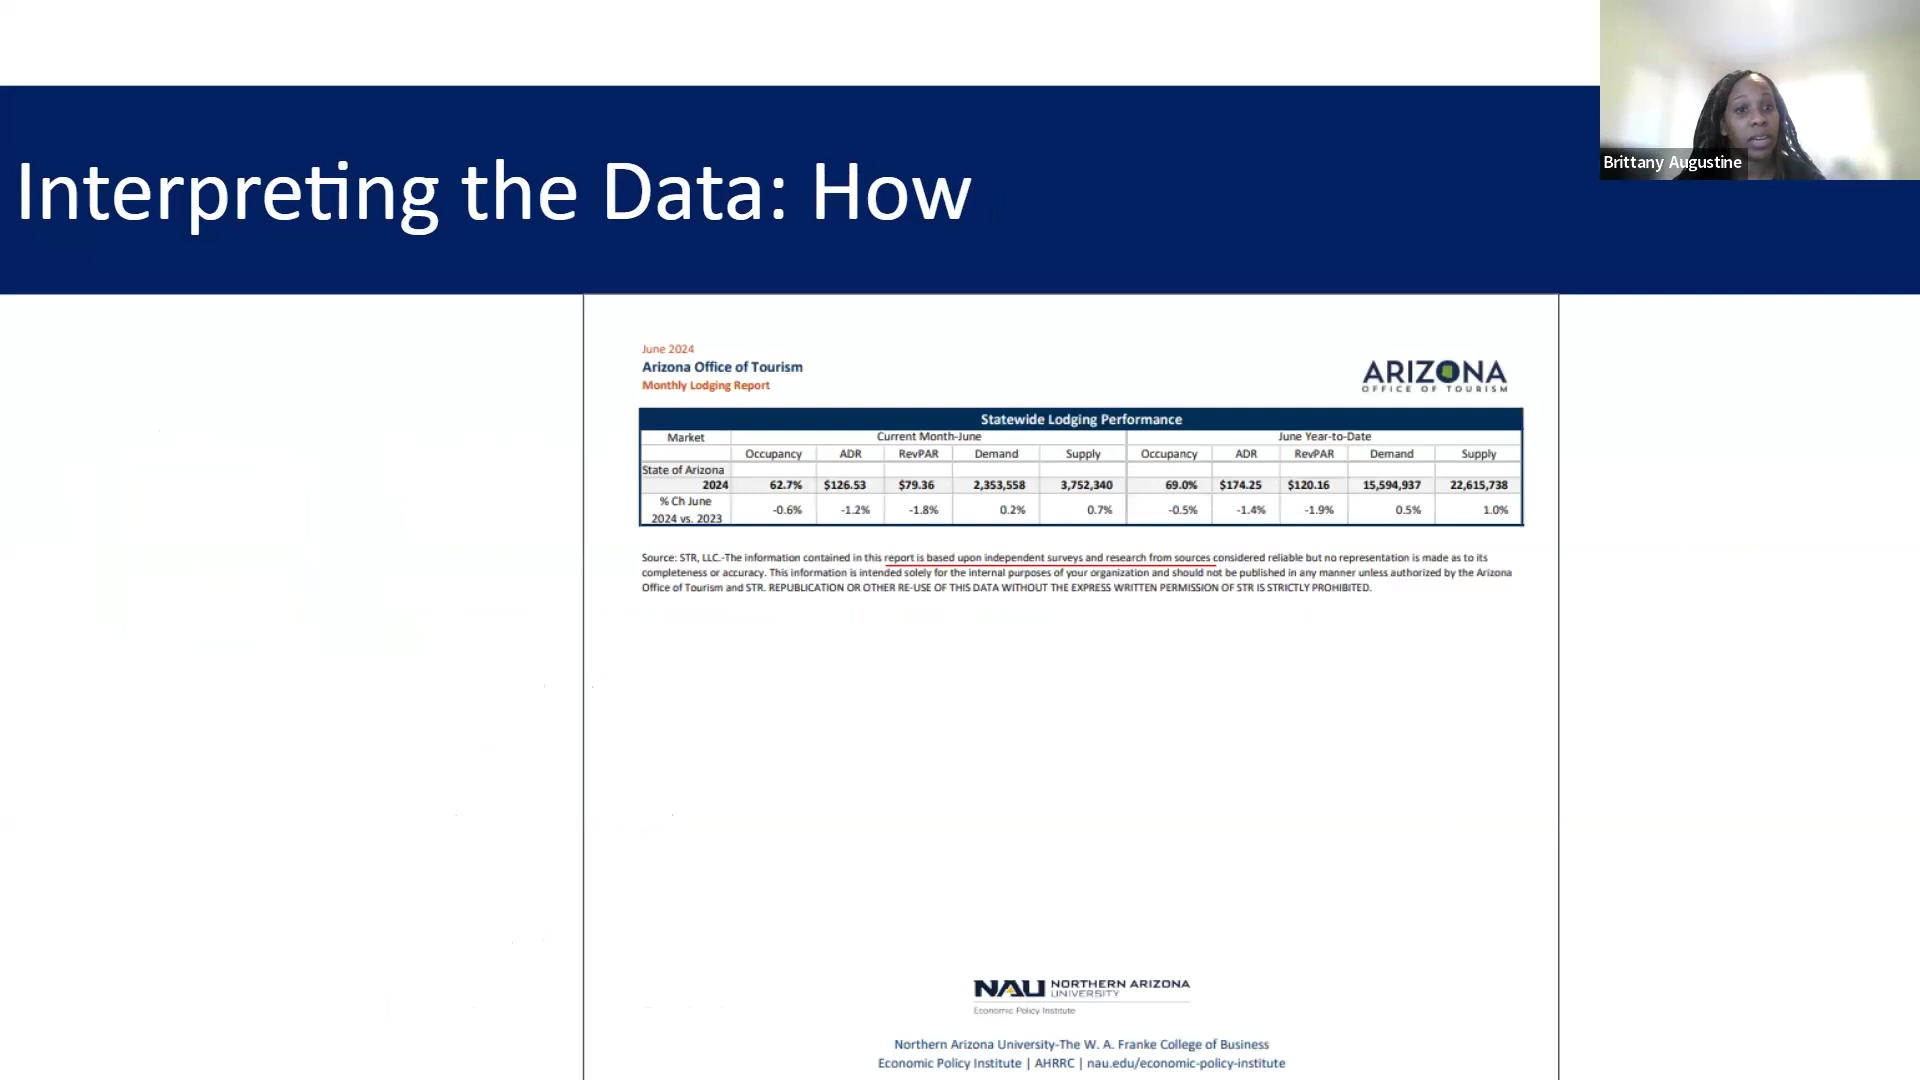 Brittany Augustine
Interpreting the Data: How
June 2024
Arizona Office of Tourism
Monthly Lodging Report
ARIZONA
OFFICE OF TOURISM
Statewide Lodging Performance
Market Current Month-June June Year-to-Date
Occupancy ADR RevPAR Demand Supply Occupancy ADR RevPAR Demand Supply
State of Arizona
2024 62.7% $126.53 $79.36 2,353,558 3,752,340 69.0% $174.25 $120.16 15,594,937 22,615,738
% Ch June
2024 vs. 2023 -0.6% -1.2% -1.8% 0.2% 0.7% -0.5% -1.4% -1.9% 0.5% 1.0%
Source: STR, LLC.-The information contained in this report is based upon independent surveys and research from sources considered reliable but no representation is made as to its
completeness or accuracy. This information is intended solely for the internal purposes of your organization and should not be published in any manner unless authorized by the Arizona
Office of Tourism and STR. REPUBLICATION OR OTHER RE-USE OF THIS DATA WITHOUT THE EXPRESS WRITTEN PERMISSION OF STR IS STRICTLY PROHIBITED.
NAU NORTHERN ARIZONA
UNIVERSITY
Economic Policy Institute
Northern Arizona University-The W. A. Franke College of Business
Economic Policy Institute | AHRRC | nau.edu/economic-policy-institute